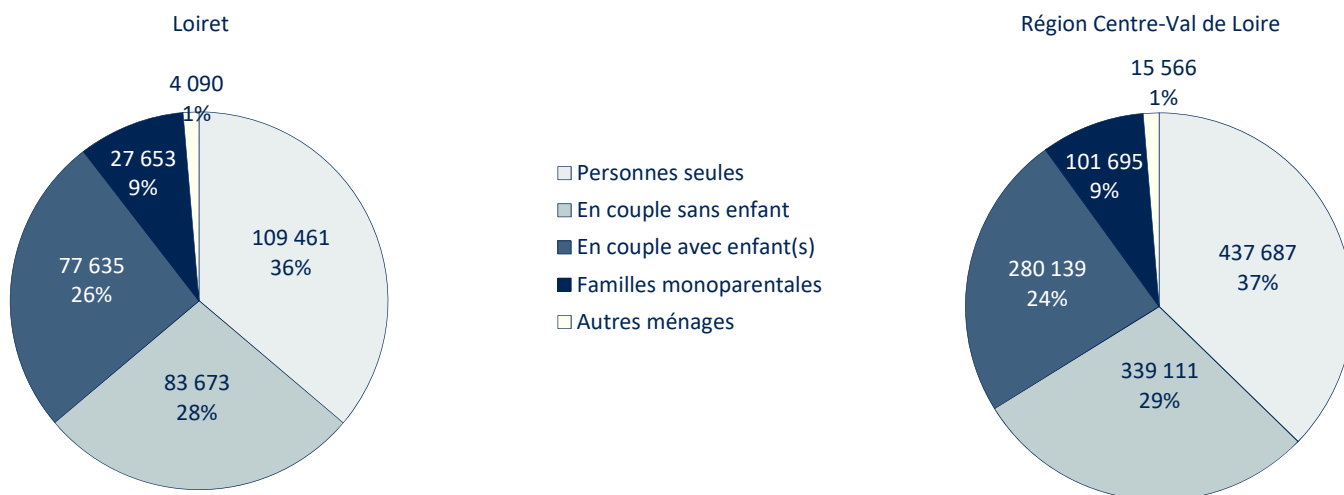 Loiret
4 090
1%
27 653
9%
109 461
36%
77 635
26%
83 673
28%
Personnes seules
En couple sans enfant
En couple avec enfant(s)
Familles monoparentales
Autres ménages
Région Centre-Val de Loire
15 566
1%
101 695
9%
437 687
37%
280 139
24%
339 111
29%